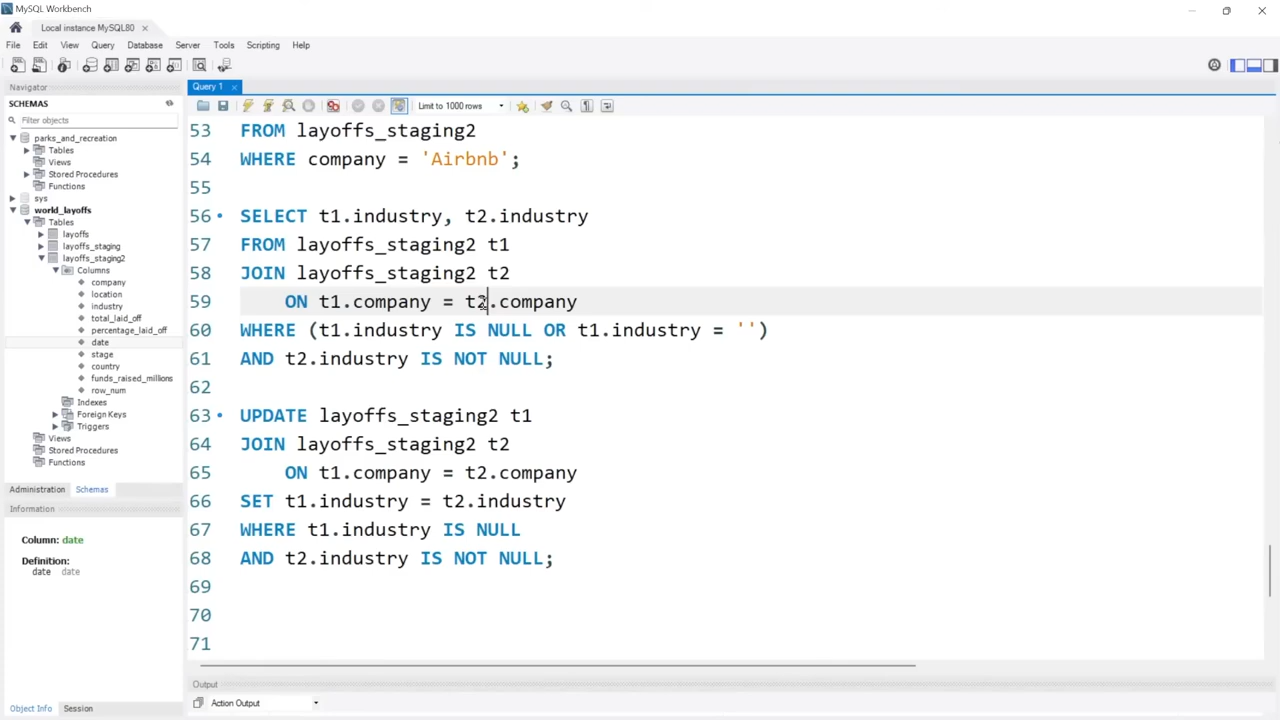 MySQL Workbench
Local instance MySQL80
File Edit View Query Database Server Tools Scripting Help
Navigator
SCHEMAS
Filter objects
parks_and_recreation
Tables
Views
Stored Procedures
Functions
sys
world_layoffs
Tables
layoffs
layoffs_staging
layoffs_staging2
Columns
company
location
industry
total_laid_off
percentage_laid_off
date
stage
country
funds_raised_millions
row_num
Indexes
Foreign Keys
Triggers
Views
Stored Procedures
Functions
Administration Schemas
Information
Column: date
Definition:
date date
Object Info Session
Query 1
Limit to 1000 rows
53 FROM layoffs_staging2
54 WHERE company = 'Airbnb';
55
56 SELECT t1.industry, t2.industry
57 FROM layoffs_staging2 t1
58 JOIN layoffs_staging2 t2
59 ON t1.company = t2.company
60 WHERE (t1.industry IS NULL OR t1.industry = '')
61 AND t2.industry IS NOT NULL;
62
63 UPDATE layoffs_staging2 t1
64 JOIN layoffs_staging2 t2
65 ON t1.company = t2.company
66 SET t1.industry = t2.industry
67 WHERE t1.industry IS NULL
68 AND t2.industry IS NOT NULL;
69
70
71
Output
Action Output